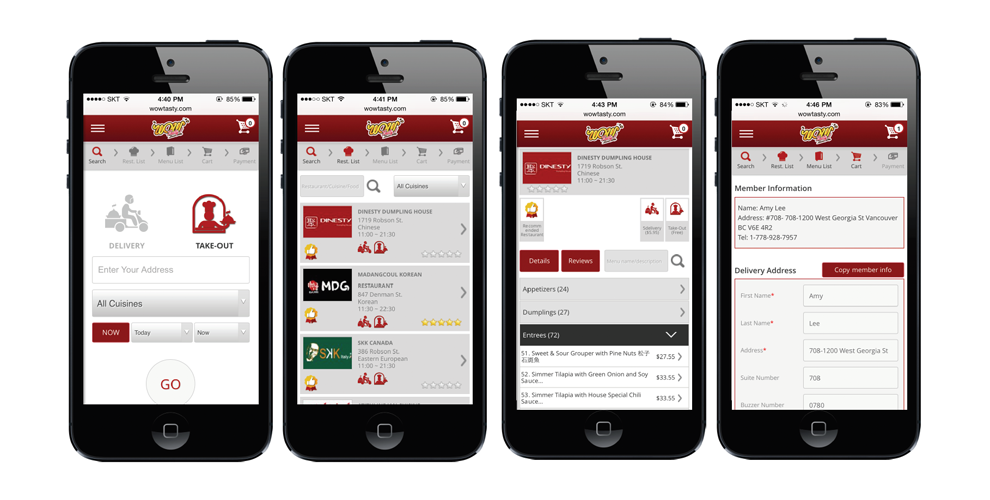 SKT 4:40 PM 85%
wowtasty.com
WOW 0
Search Rest. List Menu List Cart Payment
DELIVERY TAKE-OUT
Enter Your Address
All Cuisines
NOW Today Now
GO
SKT 4:41 PM 85%
wowtasty.com
WOW 0
Search Rest. List Menu List Cart Payment
Restaurant/Cuisine/Food All Cuisines
DINESTY DUMPLING HOUSE
DINESTY
1719 Robson St.
Chinese
11:00 ~ 21:30
MADANGCOUL KOREAN
RESTAURANT
MDG
847 Denman St.
Korean
11:30 ~ 22:30
SKK CANADA
SKK
386 Robson St.
Eastern European
11:00 ~ 21:30
SKT 4:43 PM 84%
wowtasty.com
WOW 0
DINESTY DUMPLING HOUSE
DINESTY
1719 Robson St.
Chinese
11:00 ~ 21:30
Restaurant
Take-Out
(Free)
Details Reviews Menu name/description
Appetizers (24)
Dumplings (27)
Entrees (72)
51. Sweet & Sour Grouper with Pine Nuts 松子
石斑角 $27.55
52. Simmer Tilapia with Green Onion and Soy
Sauce... $33.55
53. Simmer Tilapia with House Special Chili
Sauce... $33.55
SKT 4:46 PM 83%
wowtasty.com
WOW 1
Search Rest. List Menu List Cart Payment
Member Information
Name: Amy Lee
Address: #708- 708-1200 West Georgia St Vancouver
BC V6E 4R2
Tel: 1-778-928-7957
Delivery Address Copy member info
First Name* Amy
Last Name* Lee
Address* 708-1200 West Georgia St
Suite Number 708
Buzzer Number 0780